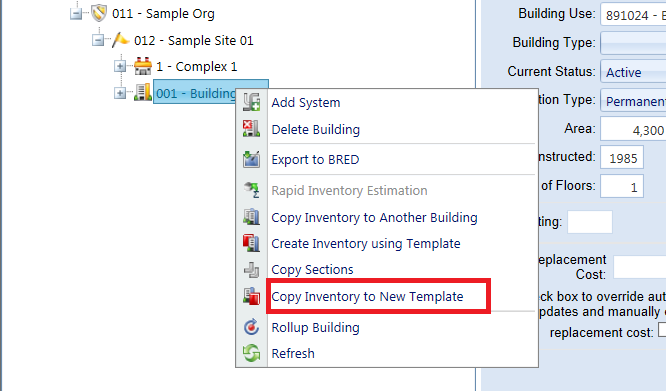 011 - Sample Org
012 - Sample Site 01
1 - Complex 1
001 - Building
Add System
Delete Building
Export to BRED
Rapid Inventory Estimation
Copy Inventory to Another Building
Create Inventory using Template
Copy Sections
Copy Inventory to New Template
Rollup Building
Refresh
Building Use: 891024 - B
Building Type:
Current Status: Active
tion Type: Permanent
Area: 4,300
nstructed: 1985
of Floors: 1
ting:
eplacement
Cost:
ck box to override aut
pdates and manually
replacement cost: